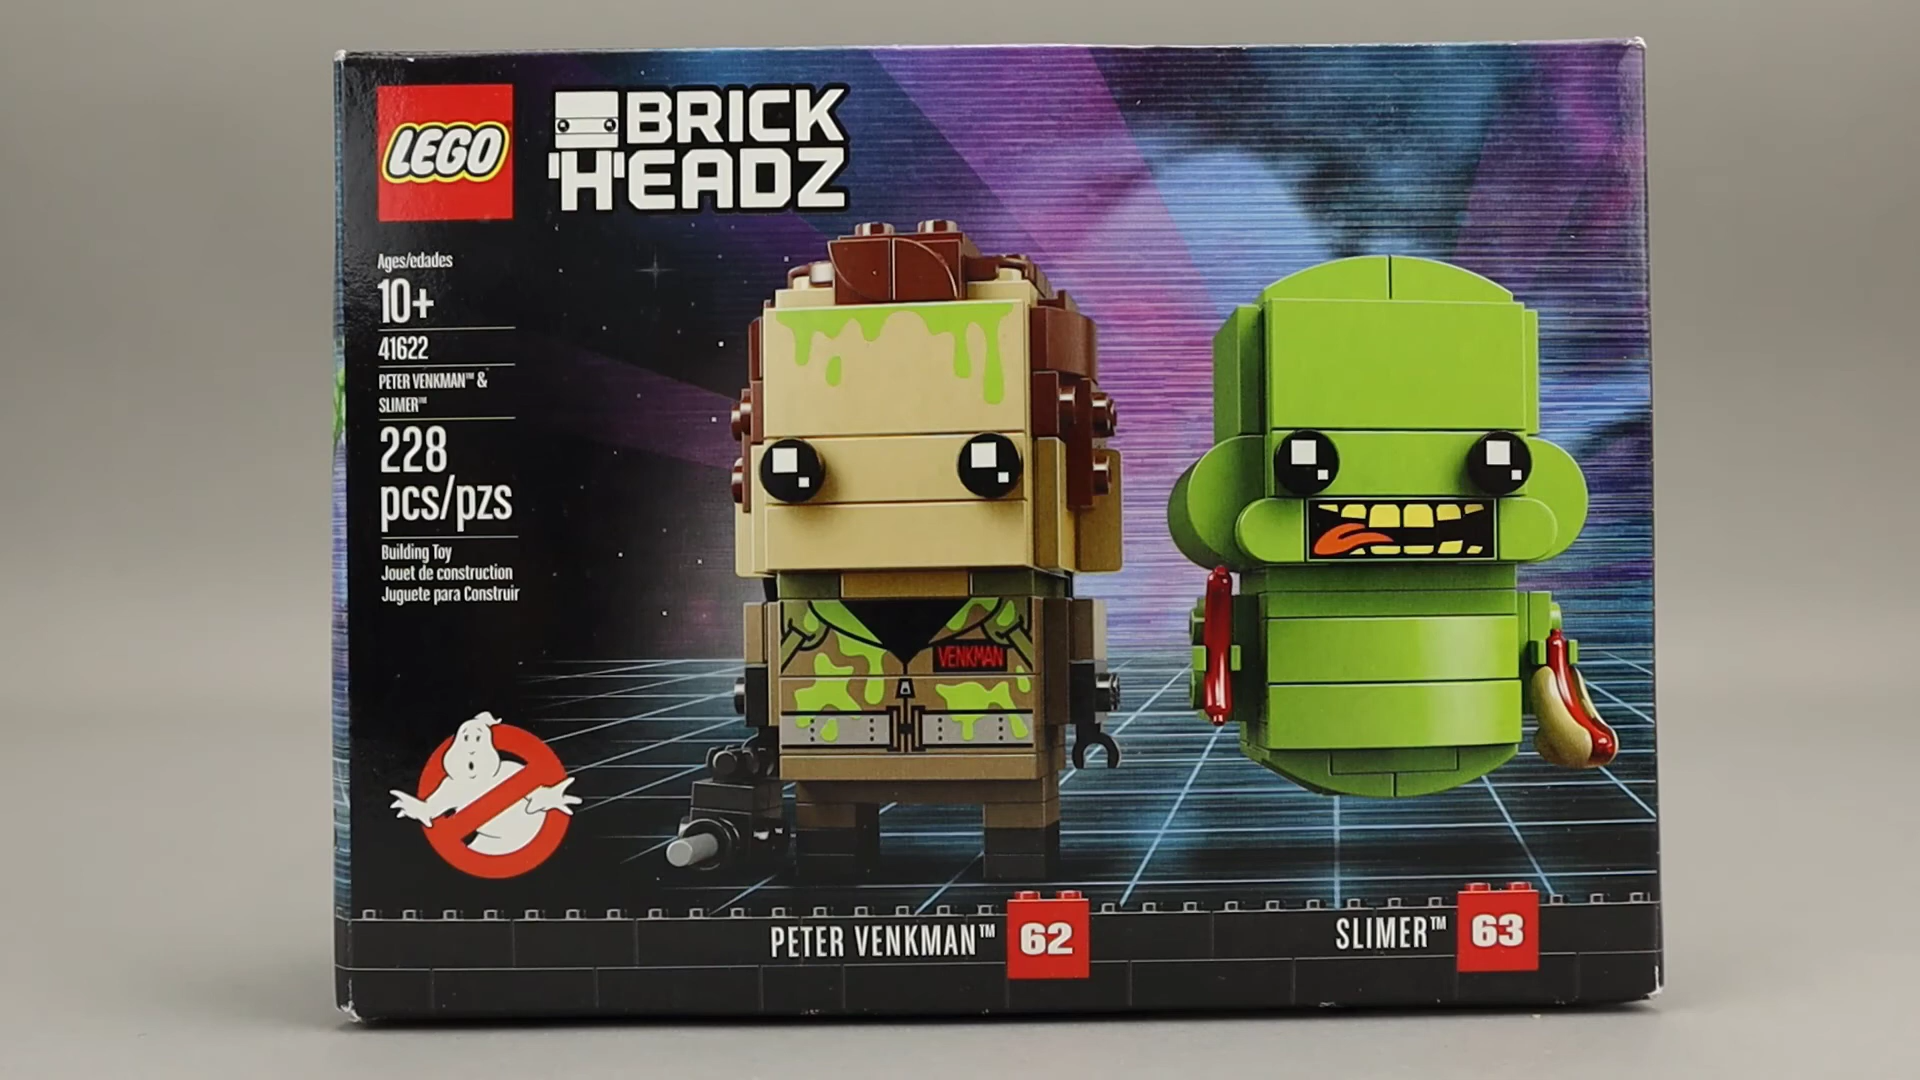 LEGO
BRICK
HEADZ
Ages/edades
10+
41622
PETER VENKMAN™ &
SLIMER™
228
pcs/pzs
Building Toy
Jouet de construction
Juguete para Construir
VENKMAN
PETER VENKMAN™ 62
SLIMER™ 63